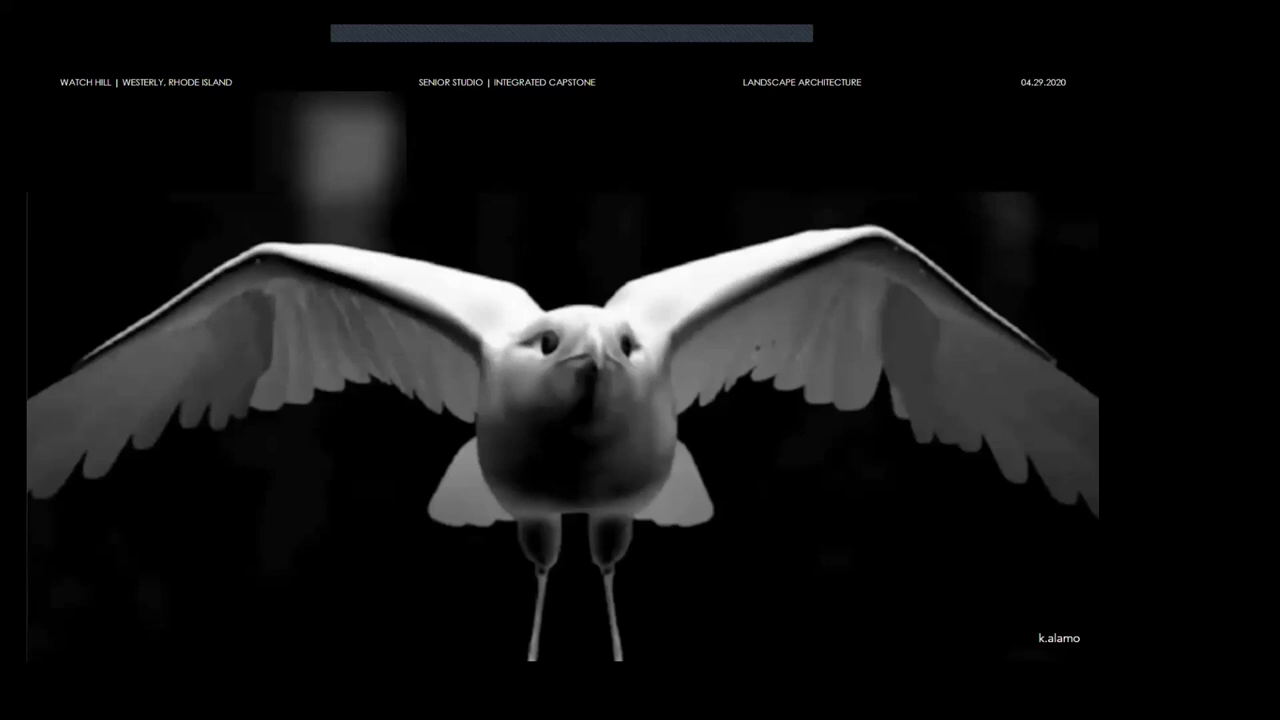 WATCH HILL | WESTERLY, RHODE ISLAND
SENIOR STUDIO | INTEGRATED CAPSTONE
LANDSCAPE ARCHITECTURE
04.29.2020
k.alamo